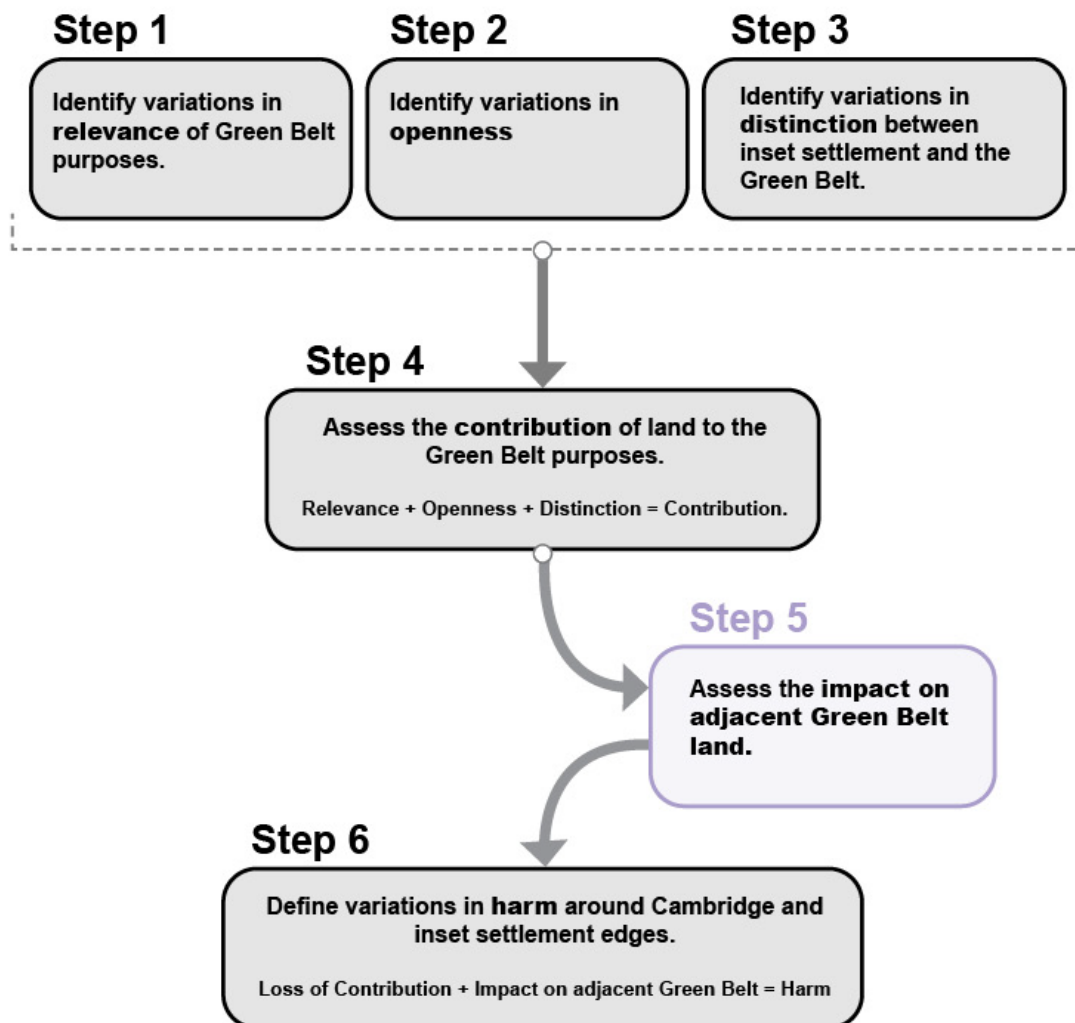 Step 1
Identify variations in
relevance of Green Belt
purposes.
Step 2
Identify variations in
openness
Step 3
Identify variations in
distinction between
inset settlement and the
Green Belt.
Step 4
Assess the contribution of land to the
Green Belt purposes.
Relevance + Openness + Distinction = Contribution.
Step 5
Assess the impact on
adjacent Green Belt
land.
Step 6
Define variations in harm around Cambridge and
inset settlement edges.
Loss of Contribution + Impact on adjacent Green Belt = Harm